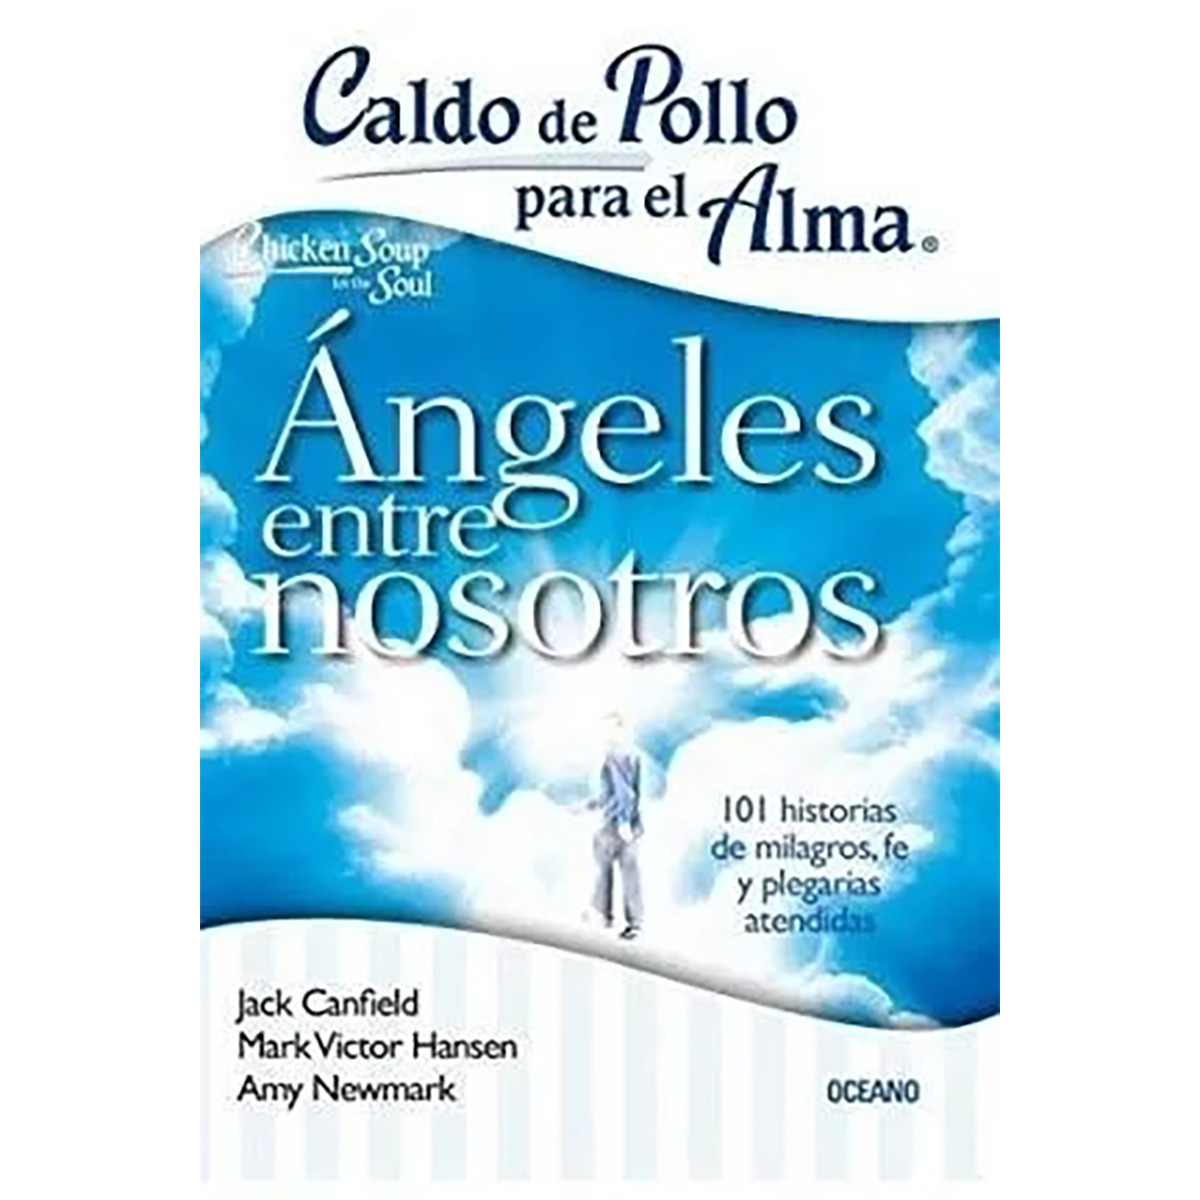 Caldo de Pollo
para el Alma®
Chicken Soup
for the Soul
Ángeles
entre
nosotros
101 historias
de milagros, fe
y plegarias
atendidas
Jack Canfield
Mark Victor Hansen
Amy Newmark
OCEANO